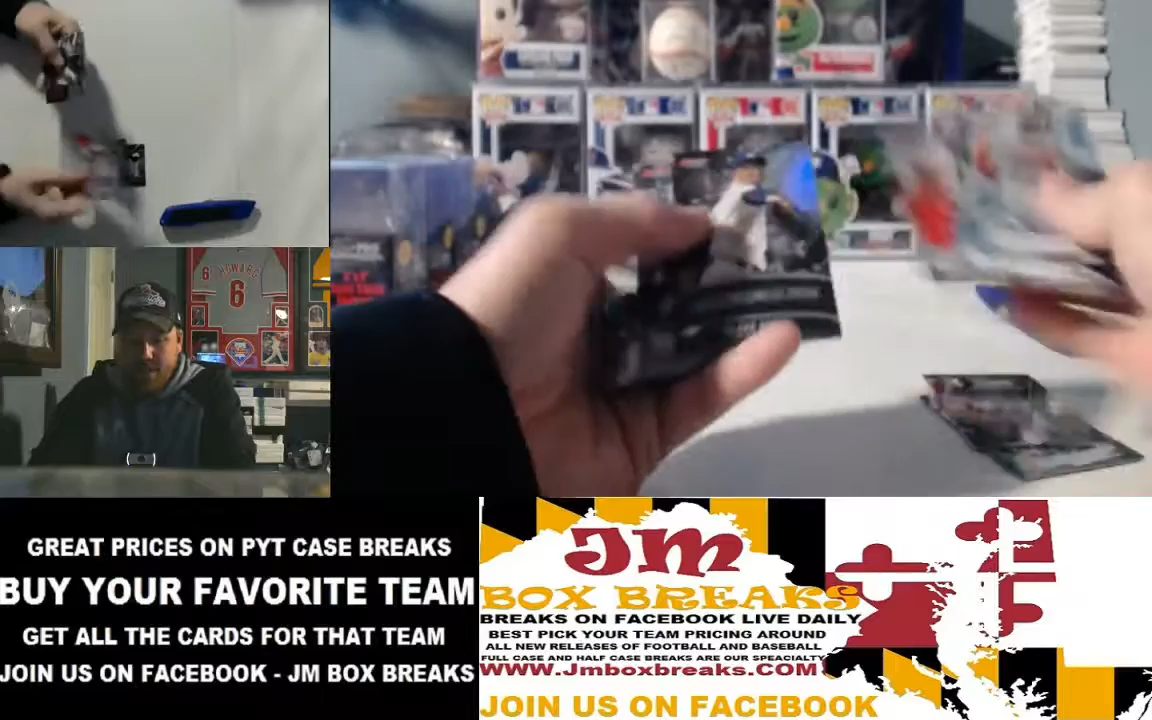 HOWARD
6
6
GREAT PRICES ON PYT CASE BREAKS
BUY YOUR FAVORITE TEAM
GET ALL THE CARDS FOR THAT TEAM
JOIN US ON FACEBOOK - JM BOX BREAKS
JM
BOX BREAKS
BREAKS ON FACEBOOK LIVE DAILY
BEST PICK YOUR TEAM PRICING AROUND
ALL NEW RELEASES OF FOOTBALL AND BASEBALL
FULL CASE AND HALF CASE BREAKS ARE OUR SPEACIALTY
WWW.Jmboxbreaks.COM
JOIN US ON FACEBOOK